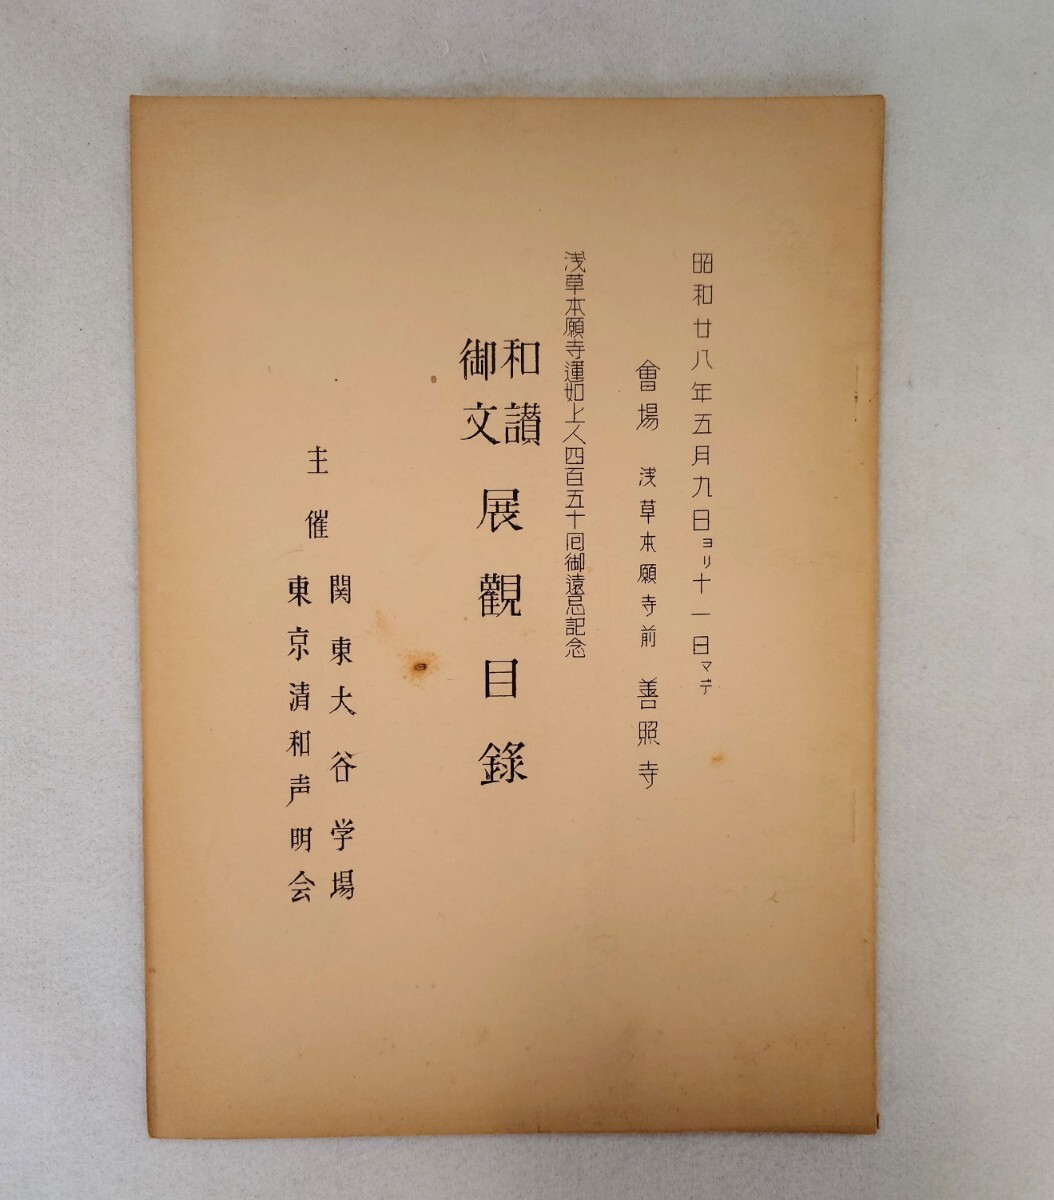 昭和廿八年五月九日ヨリ十一日マデ
會場 浅草本願寺前 善照寺
浅草本願寺蓮如上人四百五十囘御遠忌記念
和讃
御文
展觀目錄
主催
関東大谷学場
東京清和声明会